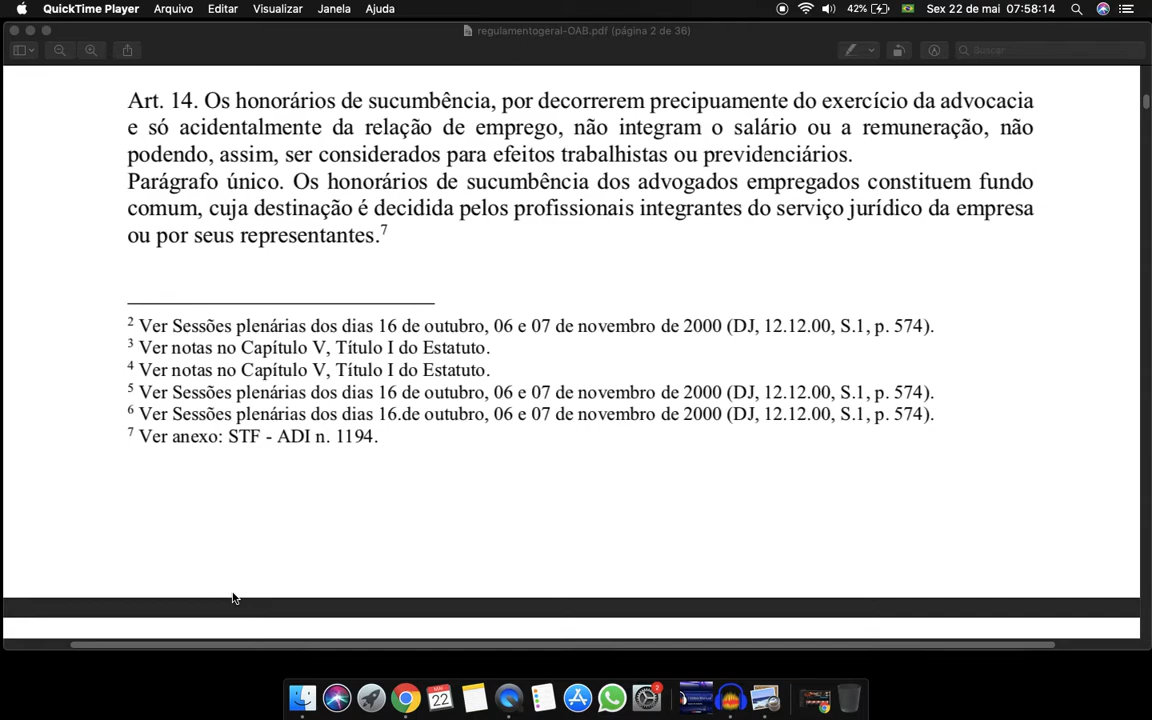 QuickTime Player Arquivo Editar Visualizar Janela Ajuda 42% Sex 22 de mai 07:58:14
regulamentogeral-OAB.pdf (página 2 de 36)
Buscar
Art. 14. Os honorários de sucumbência, por decorrerem precipuamente do exercício da advocacia
e só acidentalmente da relação de emprego, não integram o salário ou a remuneração, não
podendo, assim, ser considerados para efeitos trabalhistas ou previdenciários.
Parágrafo único. Os honorários de sucumbência dos advogados empregados constituem fundo
comum, cuja destinação é decidida pelos profissionais integrantes do serviço jurídico da empresa
ou por seus representantes.7
2 Ver Sessões plenárias dos dias 16 de outubro, 06 e 07 de novembro de 2000 (DJ, 12.12.00, S.1, p. 574).
3 Ver notas no Capítulo V, Título I do Estatuto.
4 Ver notas no Capítulo V, Título I do Estatuto.
5 Ver Sessões plenárias dos dias 16 de outubro, 06 e 07 de novembro de 2000 (DJ, 12.12.00, S.1, p. 574).
6 Ver Sessões plenárias dos dias 16.de outubro, 06 e 07 de novembro de 2000 (DJ, 12.12.00, S.1, p. 574).
7 Ver anexo: STF - ADI n. 1194.
22
2